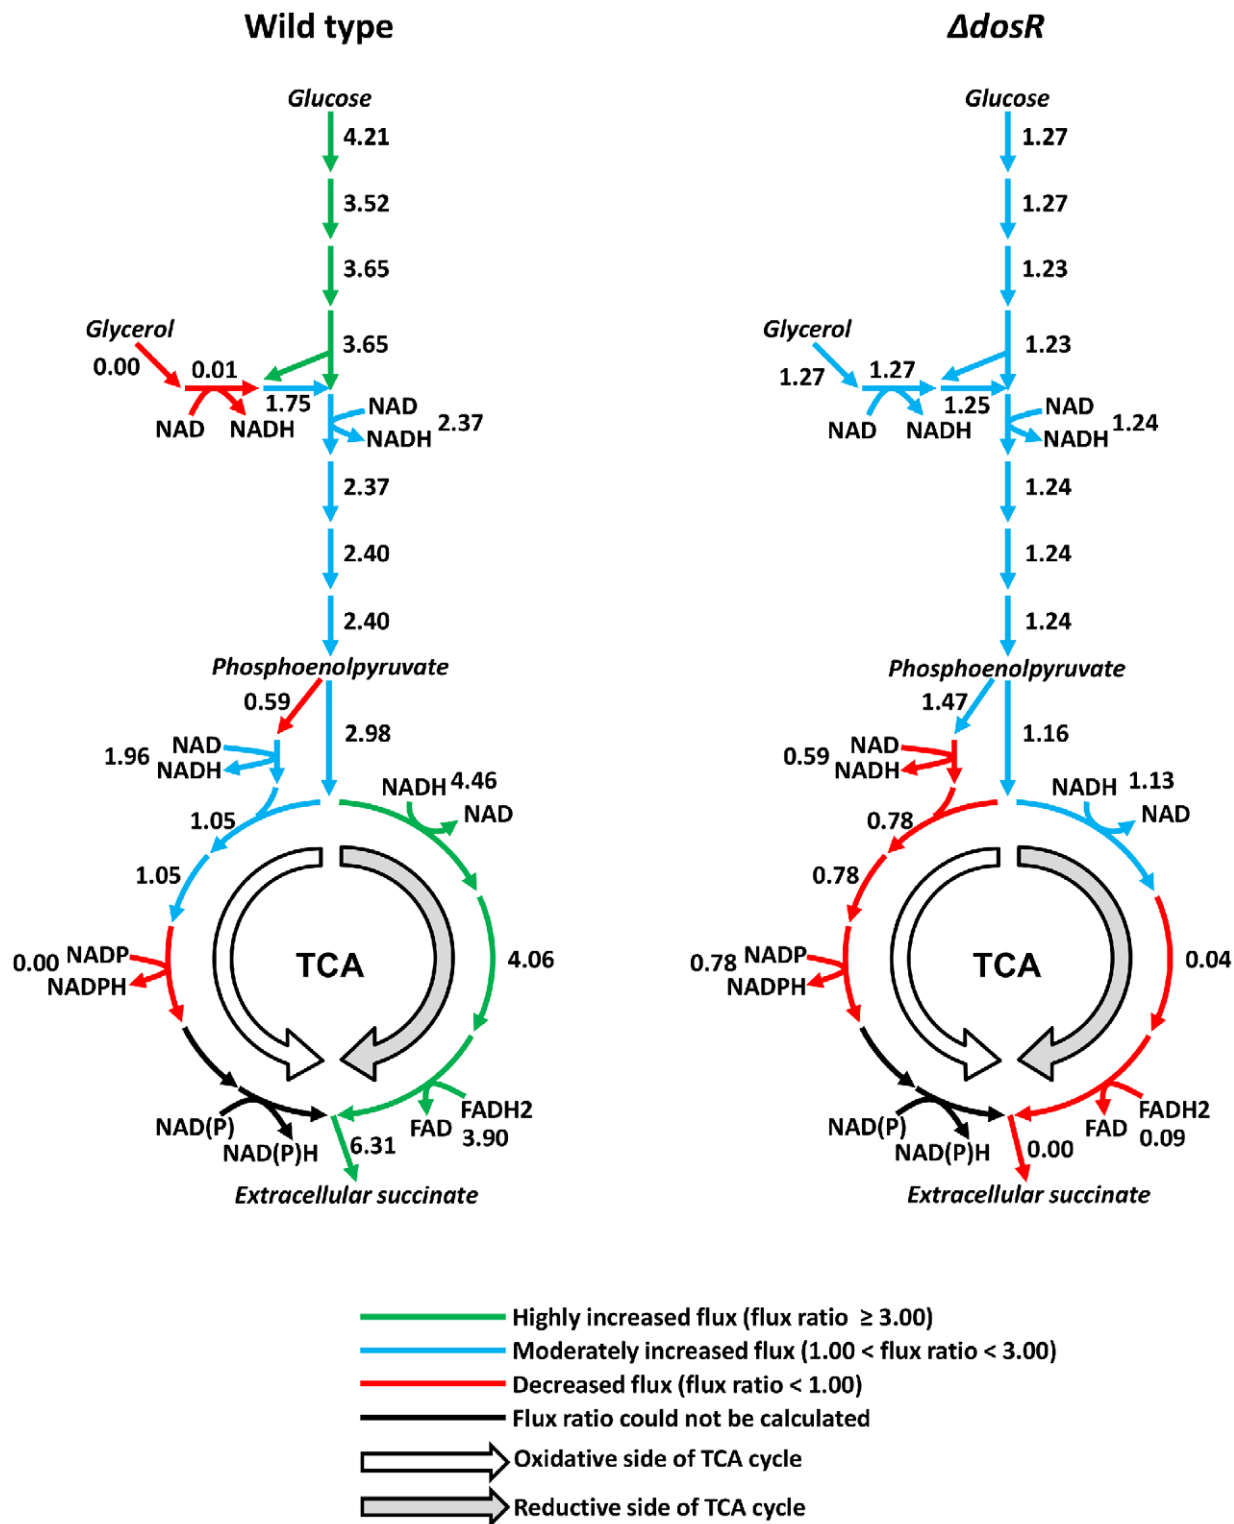 Wild type
Glucose
4.21
3.52
3.65
3.65
Glycerol
0.00
0.01
1.75
NAD
NADH
NAD
NADH
2.37
2.37
2.40
2.40
Phosphoenolpyruvate
0.59
2.98
1.96
NAD
NADH
NADH
4.46
NAD
1.05
1.05
TCA
4.06
0.00
NADP
NADPH
NAD(P)
NAD(P)H
FAD
FADH2
3.90
6.31
Extracellular succinate
ΔdosR
Glucose
1.27
1.27
1.23
1.23
Glycerol
1.27
1.27
1.25
NAD
NADH
NAD
NADH
1.24
1.24
1.24
1.24
Phosphoenolpyruvate
1.47
1.16
0.59
NAD
NADH
NADH
1.13
NAD
0.78
0.78
TCA
0.04
0.78
NADP
NADPH
NAD(P)
NAD(P)H
FAD
FADH2
0.09
0.00
Extracellular succinate
Highly increased flux (flux ratio ≥ 3.00)
Moderately increased flux (1.00 < flux ratio < 3.00)
Decreased flux (flux ratio < 1.00)
Flux ratio could not be calculated
Oxidative side of TCA cycle
Reductive side of TCA cycle